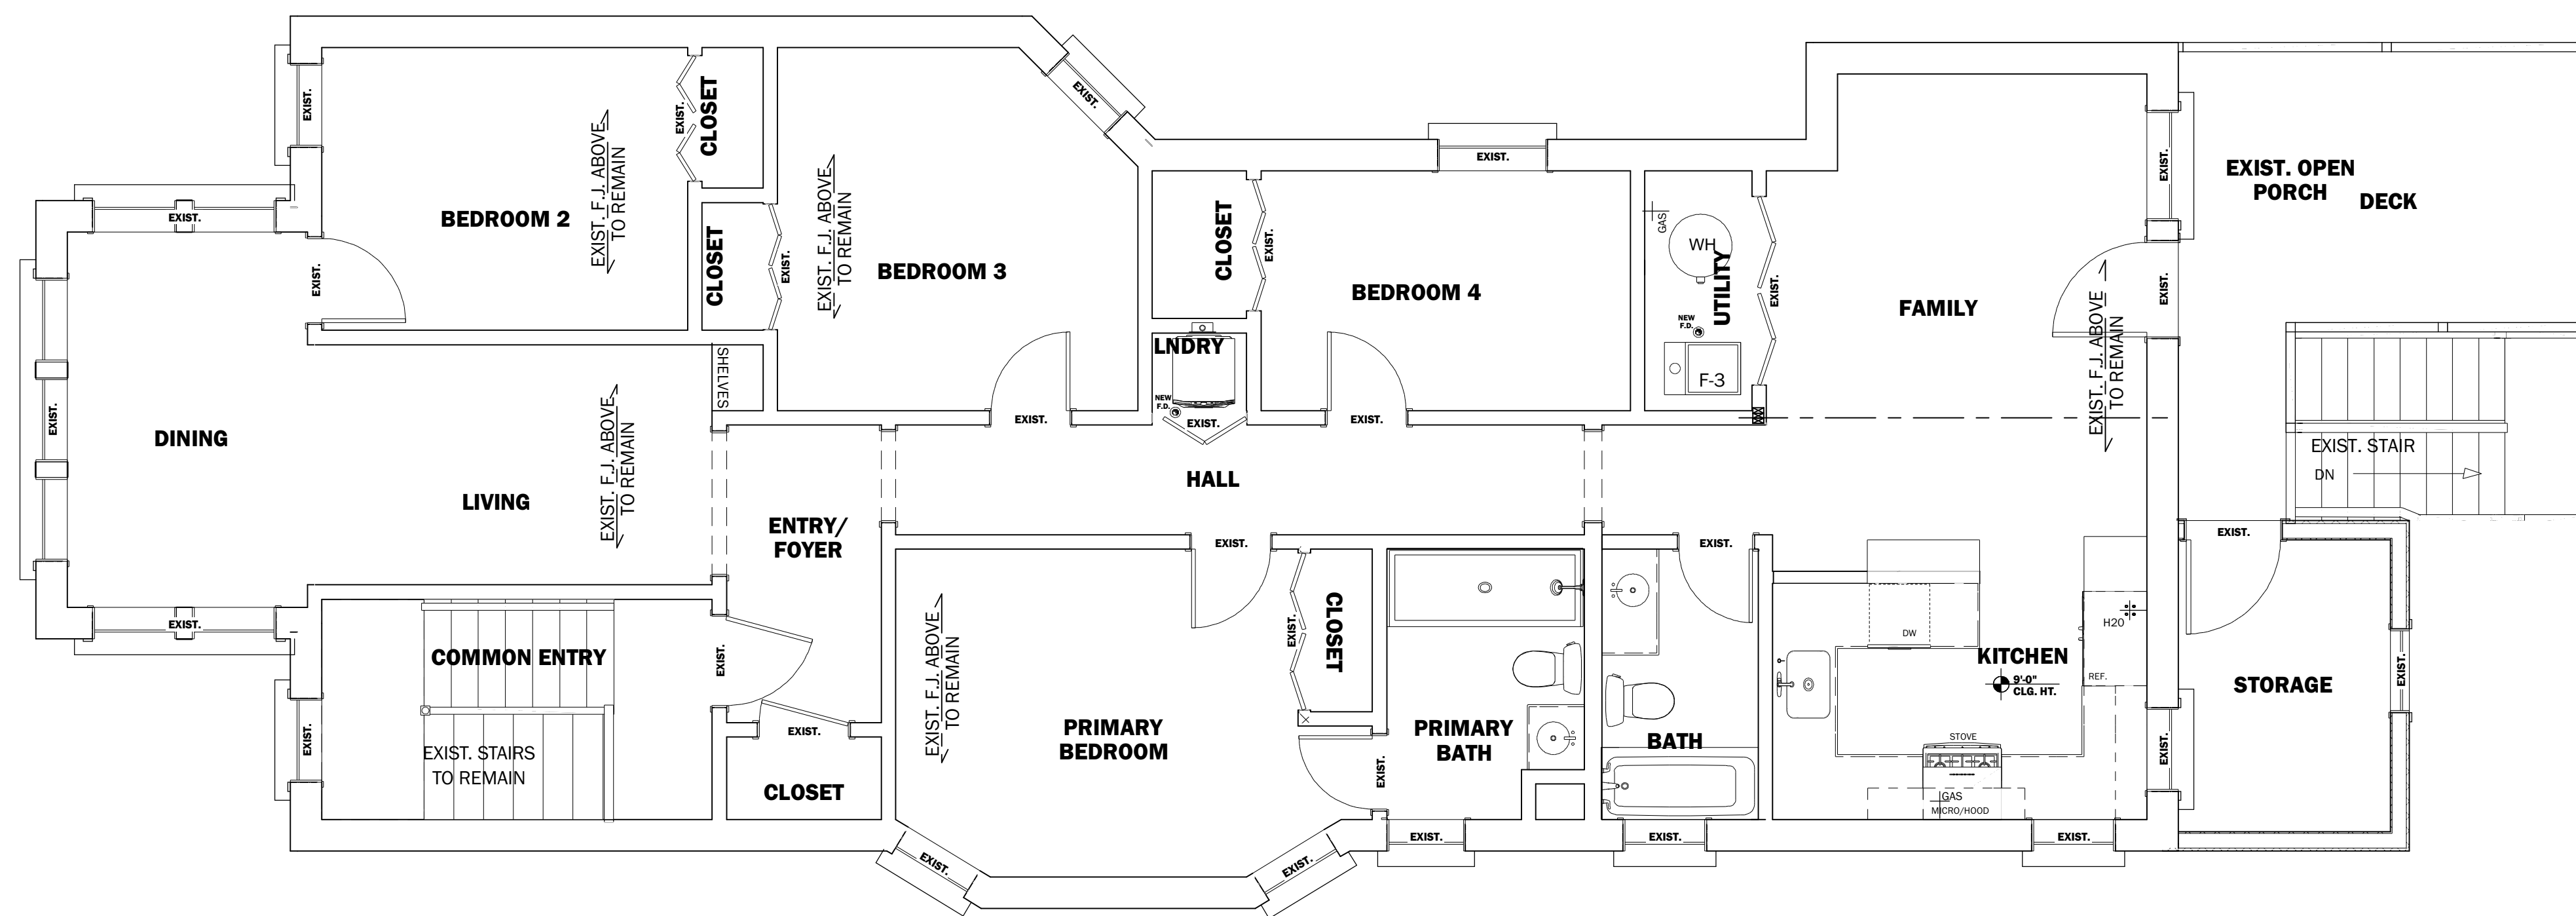 EXIST.
EXIST.
CLOSET
EXIST.
EXIST. F.J. ABOVE
TO REMAIN
BEDROOM 2
EXIST.
EXIST.
CLOSET
EXIST.
EXIST. F.J. ABOVE
TO REMAIN
BEDROOM 3
EXIST.
EXIST.
CLOSET
EXIST.
BEDROOM 4
EXIST.
GAS
WH
UTILITY
NEW
F.D.
F-3
EXIST.
FAMILY
EXIST.
EXIST.
EXIST. F.J. ABOVE
TO REMAIN
EXIST. OPEN
PORCH
DECK
EXIST. STAIR
DN
SHELVES
LNDRY
NEW
F.D.
EXIST.
EXIST.
EXIST.
DINING
LIVING
EXIST. F.J. ABOVE
TO REMAIN
ENTRY/
FOYER
HALL
EXIST.
EXIST.
COMMON ENTRY
EXIST. STAIRS
TO REMAIN
EXIST.
EXIST.
CLOSET
EXIST. F.J. ABOVE
TO REMAIN
PRIMARY
BEDROOM
EXIST.
EXIST.
EXIST.
CLOSET
EXIST.
EXIST.
PRIMARY
BATH
EXIST.
EXIST.
BATH
EXIST.
DW
KITCHEN
9'-0"
CLG. HT.
H20
REF.
STOVE
GAS
MICRO/HOOD
EXIST.
EXIST.
EXIST.
STORAGE
EXIST.